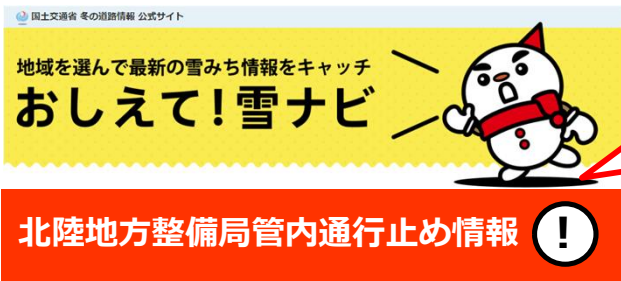 国土交通省 冬の道路情報 公式サイト
地域を選んで最新の雪みち情報をキャッチ
おしえて!雪ナビ
北陸地方整備局管内通行止め情報 !